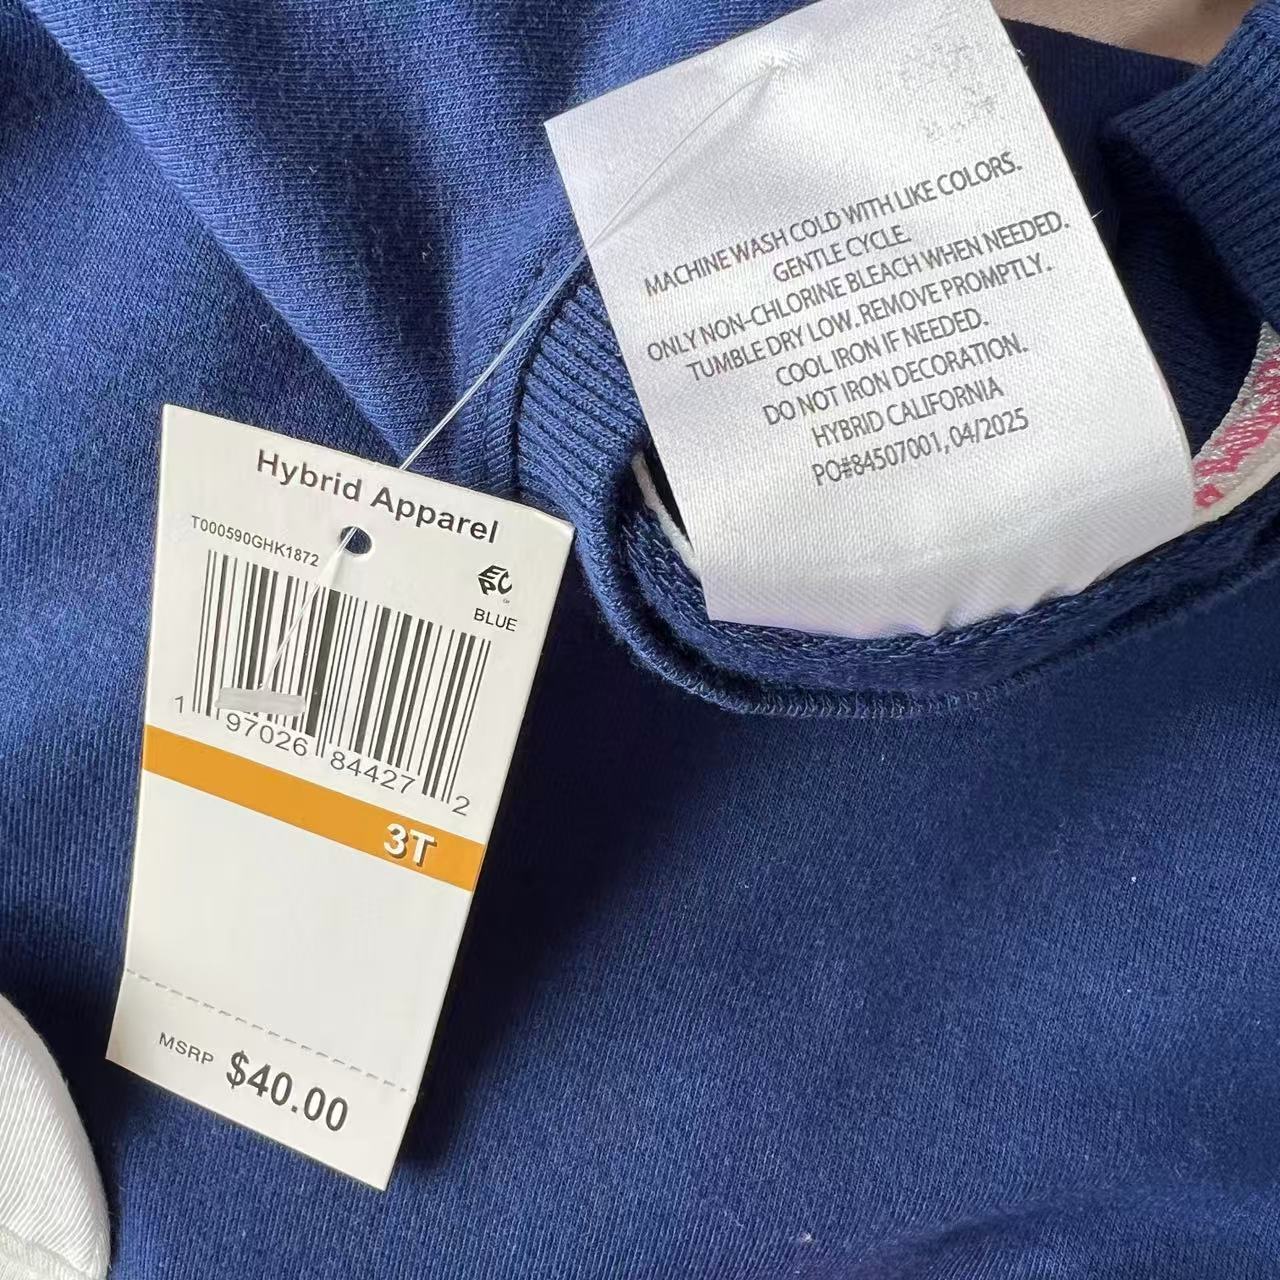 MACHINE WASH COLD WITH LIKE COLORS.
GENTLE CYCLE.
ONLY NON-CHLORINE BLEACH WHEN NEEDED.
TUMBLE DRY LOW. REMOVE PROMPTLY.
COOL IRON IF NEEDED.
DO NOT IRON DECORATION.
HYBRID CALIFORNIA
PO#84507001, 04/2025
Hybrid Apparel
T000590GHK1872
EPC
BLUE
1 97026 84427 2
3T
MSRP $40.00